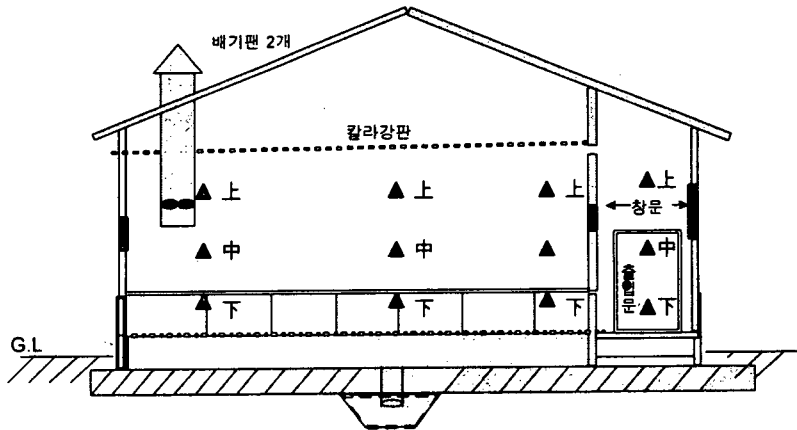 배기팬 2개
칼라강판
上 上 上 上
창문
中 中 中
출입문
下 下 下 下
G.L